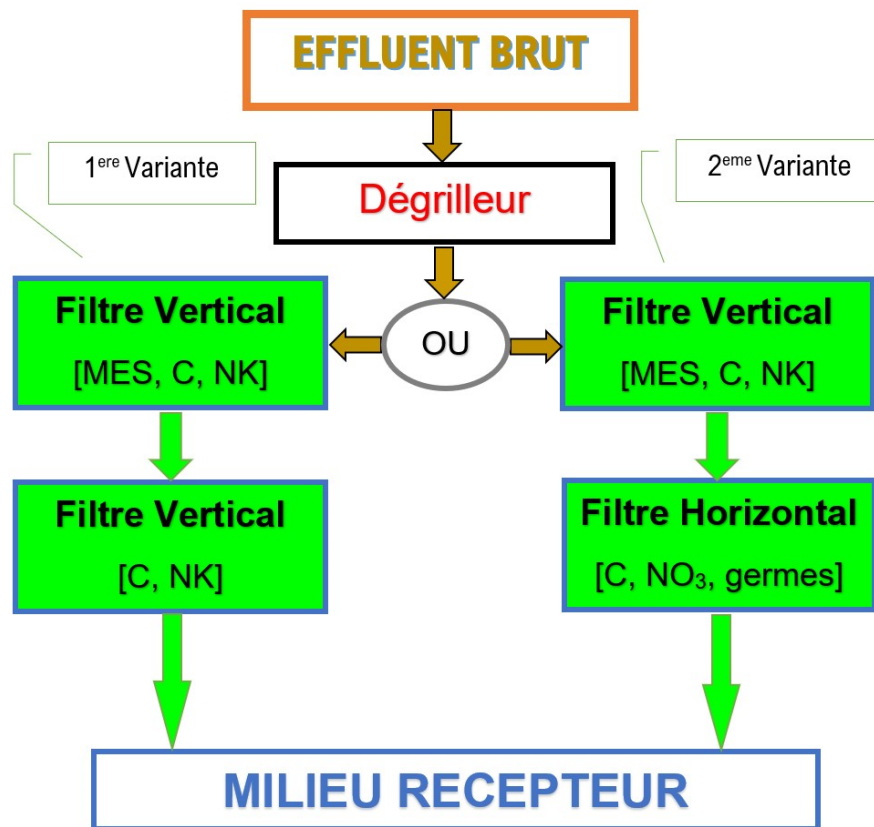 EFFLUENT BRUT
1ere Variante
Dégrilleur
2eme Variante
Filtre Vertical
[MES, C, NK]
OU
Filtre Vertical
[MES, C, NK]
Filtre Vertical
[C, NK]
Filtre Horizontal
[C, NO₃, germes]
MILIEU RECEPTEUR